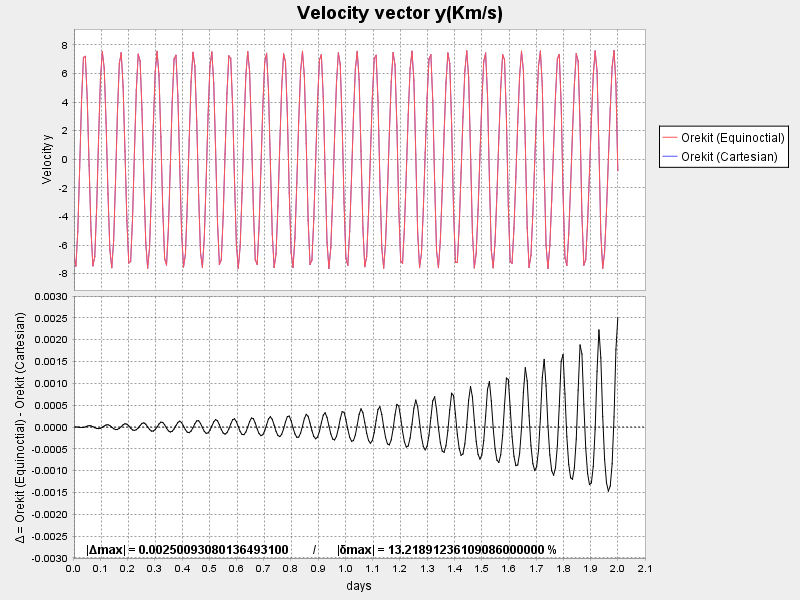 Velocity vector y(Km/s)
8
6
4
2
0
-2
-4
-6
-8
Velocity y
Orekit (Equinoctial)
Orekit (Cartesian)
0.0030
0.0025
0.0020
0.0015
0.0010
0.0005
0.0000
-0.0005
-0.0010
-0.0015
-0.0020
-0.0025
-0.0030
Δ = Orekit (Equinoctial) - Orekit (Cartesian)
|Δmax| = 0.00250093080136493100 / |δmax| = 13.21891236109086000000 %
0.0 0.1 0.2 0.3 0.4 0.5 0.6 0.7 0.8 0.9 1.0 1.1 1.2 1.3 1.4 1.5 1.6 1.7 1.8 1.9 2.0 2.1
days